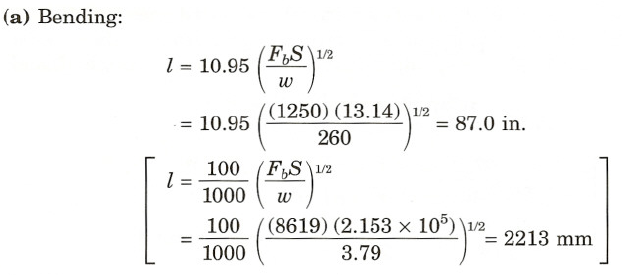 (a) Bending:
l = 10.95 (F_bS/w)^1/2
= 10.95 ((1250) (13.14)/260)^1/2 = 87.0 in.
[ l = 100/1000 (F_bS/w)^1/2
= 100/1000 ((8619) (2.153 × 10^5)/3.79)^1/2 = 2213 mm ]